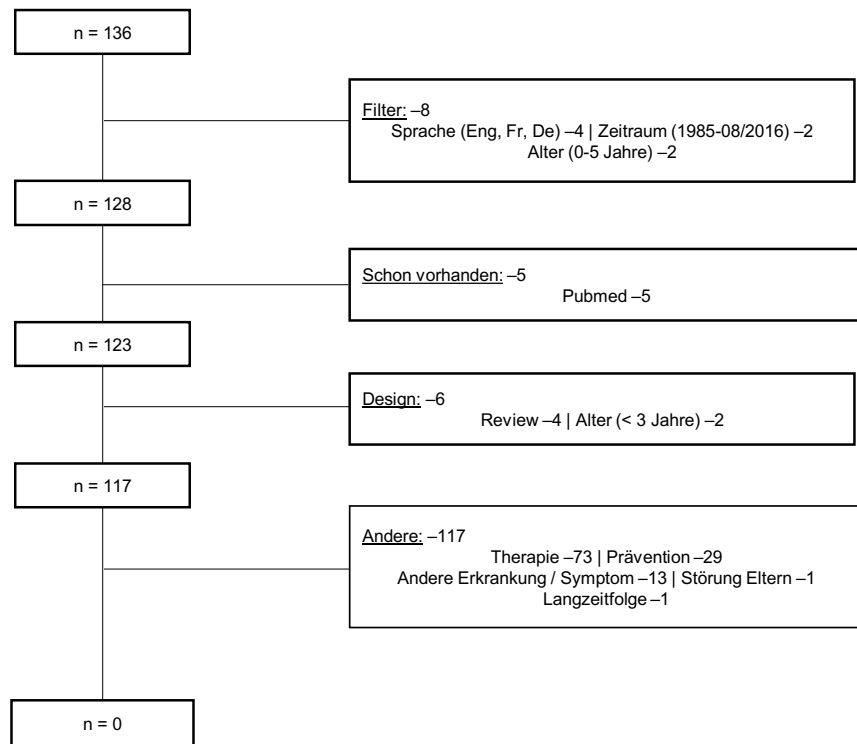 n = 136
Filter: –8
Sprache (Eng, Fr, De) –4 | Zeitraum (1985-08/2016) –2
Alter (0-5 Jahre) –2
n = 128
Schon vorhanden: –5
Pubmed –5
n = 123
Design: –6
Review –4 | Alter (< 3 Jahre) –2
n = 117
Andere: –117
Therapie –73 | Prävention –29
Andere Erkrankung / Symptom –13 | Störung Eltern –1
Langzeitfolge –1
n = 0